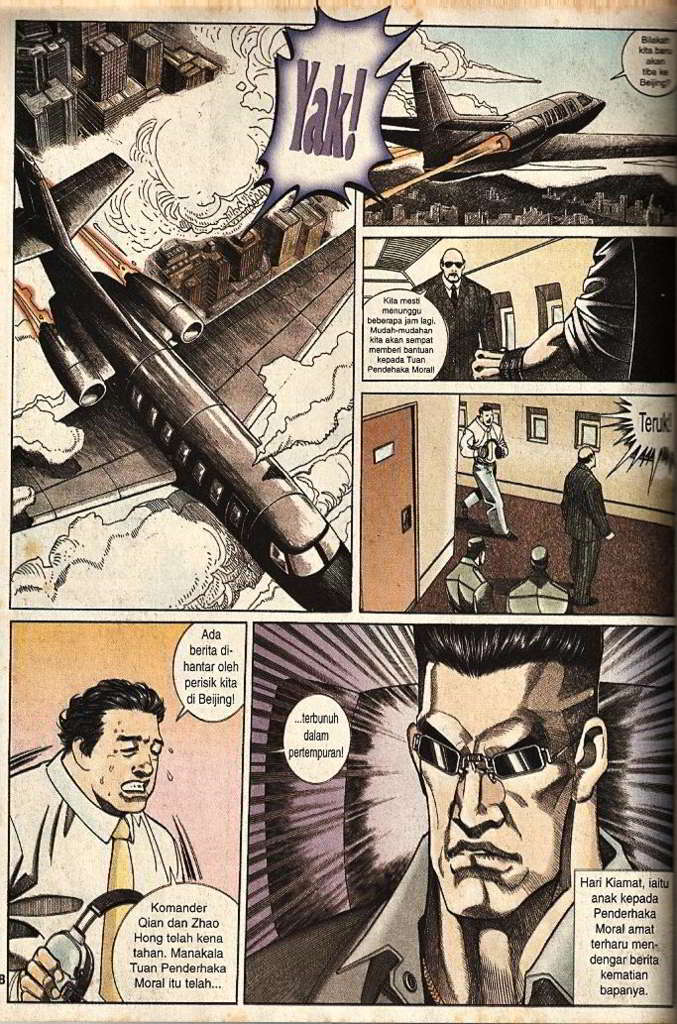 Yak!
Bilakah
kita baru
akan
tiba ke
Beijing?
Kita mesti
menunggu
beberapa jam lagi.
Mudah-mudahan
kita akan sempat
memberi bantuan
kepada Tuan
Pendehaka Moral!
Teruk!
Ada
berita di-
hantar oleh
perisik kita
di Beijing!
Komander
Qian dan Zhao
Hong telah kena
tahan. Manakala
Tuan Penderhaka
Moral itu telah...
...terbunuh
dalam
pertempuran!
Hari Kiamat, iaitu
anak kepada
Penderhaka
Moral amat
terharu men-
dengar berita
kematian
bapanya.
8